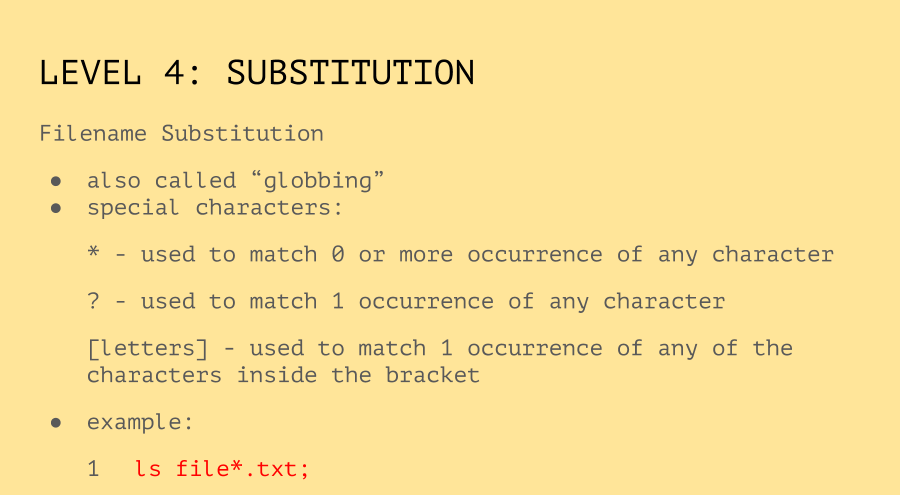 LEVEL 4: SUBSTITUTION
Filename Substitution
● also called “globbing”
● special characters:
* - used to match 0 or more occurrence of any character
? - used to match 1 occurrence of any character
[letters] - used to match 1 occurrence of any of the
characters inside the bracket
● example:
1 ls file*.txt;